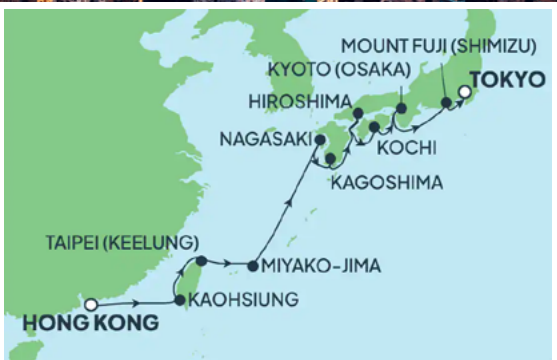 MOUNT FUJI (SHIMIZU)
KYOTO (OSAKA)
TOKYO
HIROSHIMA
NAGASAKI
KOCHI
KAGOSHIMA
TAIPEI (KEELUNG)
MIYAKO-JIMA
KAOHSIUNG
HONG KONG